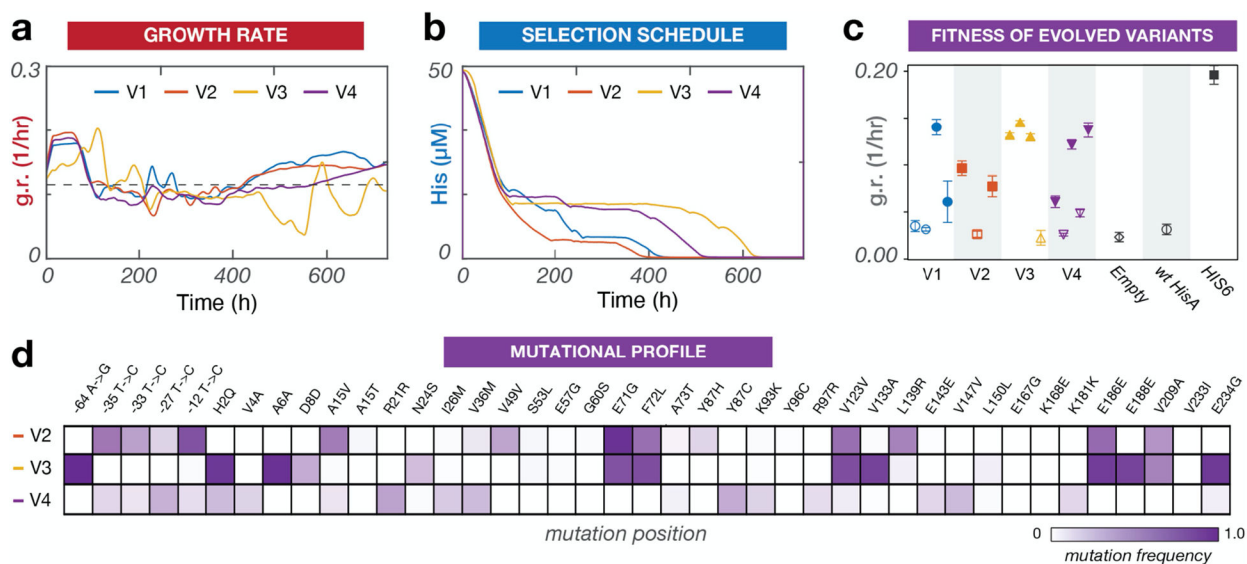 a
GROWTH RATE
0.3
V1 V2 V3 V4
g.r. (1/hr)
0
0 200 400 600
Time (h)
b
SELECTION SCHEDULE
50
V1 V2 V3 V4
His (µM)
0
0 200 400 600
Time (h)
c
FITNESS OF EVOLVED VARIANTS
0.20
g.r. (1/hr)
0.00
V1 V2 V3 V4 Empty wt HisA HIS6
d
MUTATIONAL PROFILE
-64 A->G -35 T->C -33 T->C -27 T->C -12 T->C H2Q V4A A6A D8D A15V A15T R21R N24S I26M V36M V49V S53L E57G G60S E71G F72L A73T Y87H Y87C K93K Y96C R97R V123V V133A L139R E143E V147V L150L E167G K168E K181K E186E E188E V209A V233I E234G
V2
V3
V4
mutation position
0 1.0
mutation frequency